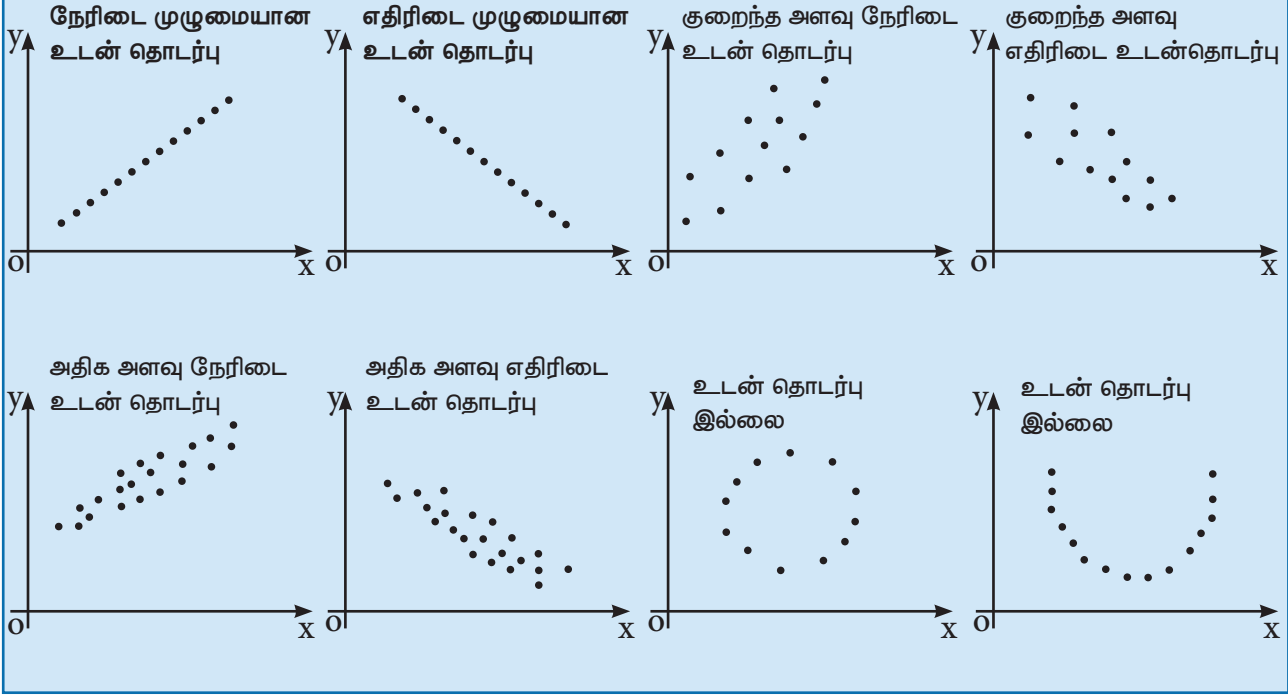 நேரிடை முழுமையான
உடன் தொடர்பு
y
o
x
எதிரிடை முழுமையான
உடன் தொடர்பு
y
o
x
குறைந்த அளவு நேரிடை
உடன் தொடர்பு
y
o
x
குறைந்த அளவு
எதிரிடை உடன்தொடர்பு
y
o
x
அதிக அளவு நேரிடை
உடன் தொடர்பு
y
o
x
அதிக அளவு எதிரிடை
உடன் தொடர்பு
y
o
x
உடன் தொடர்பு
இல்லை
y
o
x
உடன் தொடர்பு
இல்லை
y
o
x